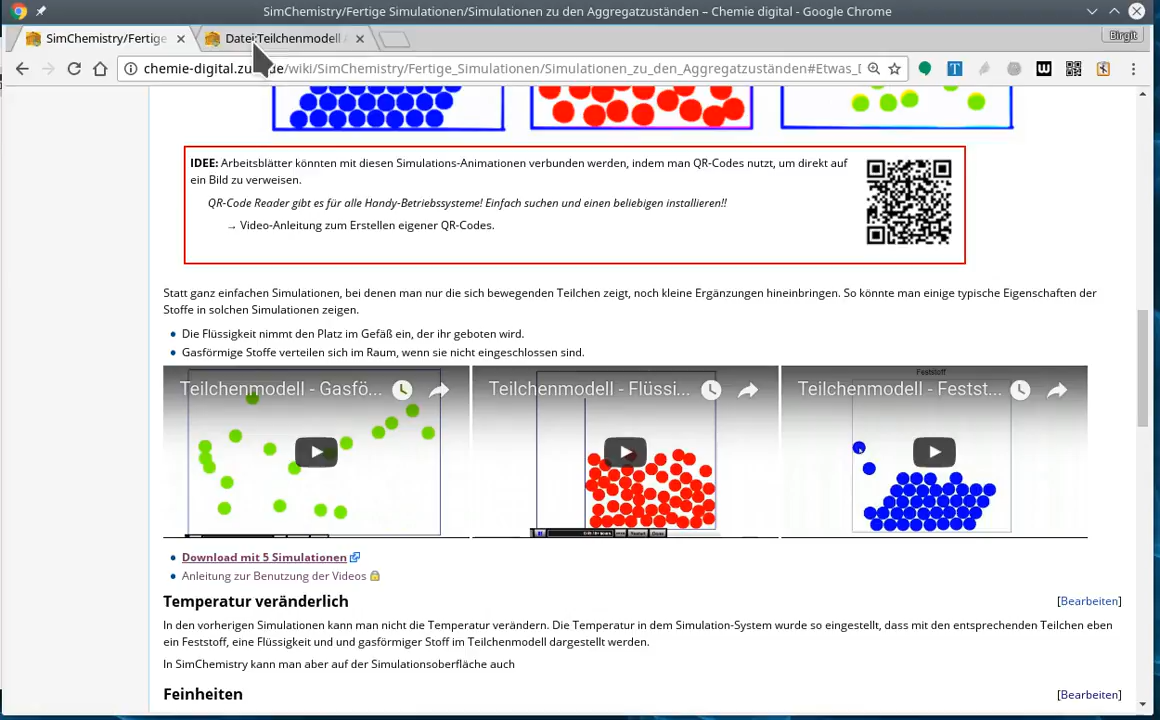 SimChemistry/Fertige Simulationen/Simulationen zu den Aggregatzuständen – Chemie digital - Google Chrome
SimChemistry/Fertige
Datei:Teilchenmodell
Birgit
/wiki/SimChemistry/Fertige_Simulationen/Simulationen_zu_den_Aggregatzuständen#Etwas_D
IDEE: Arbeitsblätter könnten mit diesen Simulations-Animationen verbunden werden, indem man QR-Codes nutzt, um direkt auf
ein Bild zu verweisen.
QR-Code Reader gibt es für alle Handy-Betriebssysteme! Einfach suchen und einen beliebigen installieren!!
→ Video-Anleitung zum Erstellen eigener QR-Codes.
Statt ganz einfachen Simulationen, bei denen man nur die sich bewegenden Teilchen zeigt, noch kleine Ergänzungen hineinbringen. So könnte man einige typische Eigenschaften der
Stoffe in solchen Simulationen zeigen.
Die Flüssigkeit nimmt den Platz im Gefäß ein, der ihr geboten wird.
Gasförmige Stoffe verteilen sich im Raum, wenn sie nicht eingeschlossen sind.
Feststoff
Teilchenmodell - Gasfö...
Teilchenmodell - Flüssi...
Teilchenmodell - Festst...
Download mit 5 Simulationen
Anleitung zur Benutzung der Videos
Temperatur veränderlich
[Bearbeiten]
In den vorherigen Simulationen kann man nicht die Temperatur verändern. Die Temperatur in dem Simulation-System wurde so eingestellt, dass mit den entsprechenden Teilchen eben
ein Feststoff, eine Flüssigkeit und und gasförmiger Stoff im Teilchenmodell dargestellt werden.
In SimChemistry kann man aber auf der Simulationsoberfläche auch
Feinheiten
[Bearbeiten]